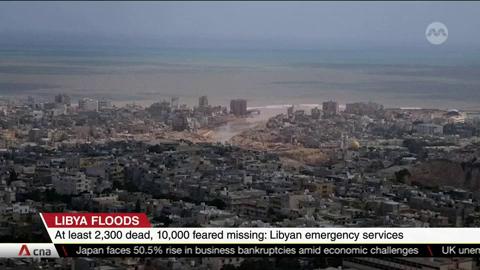 LIBYA FLOODS
At least 2,300 dead, 10,000 feared missing: Libyan emergency services
cna Japan faces 50.5% rise in business bankruptcies amid economic challenges UK unem